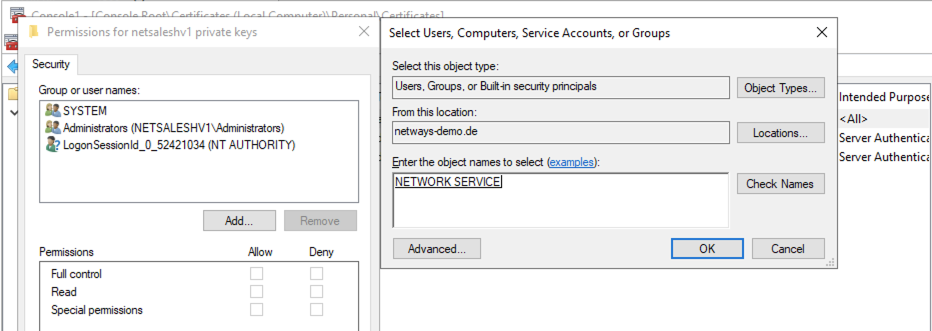 Console1 - [Console Root\Certificates (Local Computer)\Personal\Certificates]
Permissions for netsaleshv1 private keys
Security
Group or user names:
SYSTEM
Administrators (NETSALESHV1\Administrators)
LogonSessionId_0_52421034 (NT AUTHORITY)
Add...
Remove
Permissions
Allow
Deny
Full control
Read
Special permissions
Select Users, Computers, Service Accounts, or Groups
Select this object type:
Users, Groups, or Built-in security principals
Object Types...
From this location:
netways-demo.de
Locations...
Enter the object names to select (examples):
NETWORK SERVICE
Check Names
Advanced...
OK
Cancel
Intended Purpose
<All>
Server Authentica
Server Authentica